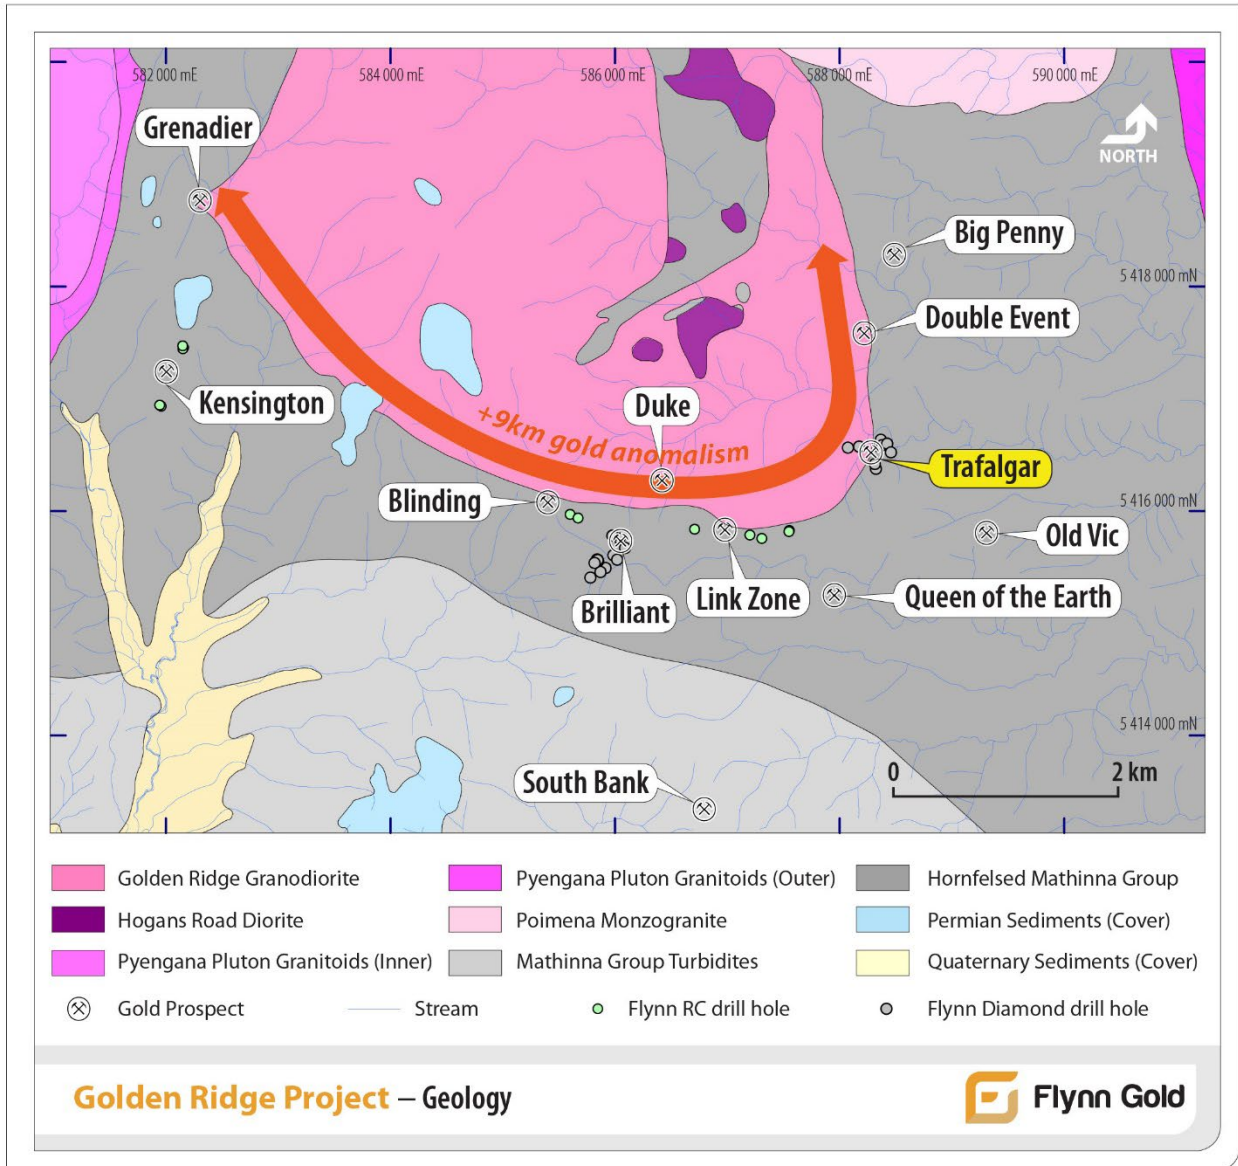 582 000 mE
584 000 mE
586 000 mE
588 000 mE
590 000 mE
Grenadier
NORTH
Big Penny
5 418 000 mN
Double Event
Kensington
Duke
+9km gold anomalism
Trafalgar
Blinding
5 416 000 mN
Old Vic
Brilliant
Link Zone
Queen of the Earth
5 414 000 mN
South Bank
0 2 km
Golden Ridge Granodiorite
Pyengana Pluton Granitoids (Outer)
Hornfelsed Mathinna Group
Hogans Road Diorite
Poimena Monzogranite
Permian Sediments (Cover)
Pyengana Pluton Granitoids (Inner)
Mathinna Group Turbidites
Quaternary Sediments (Cover)
Gold Prospect
Stream
Flynn RC drill hole
Flynn Diamond drill hole
Golden Ridge Project – Geology
Flynn Gold